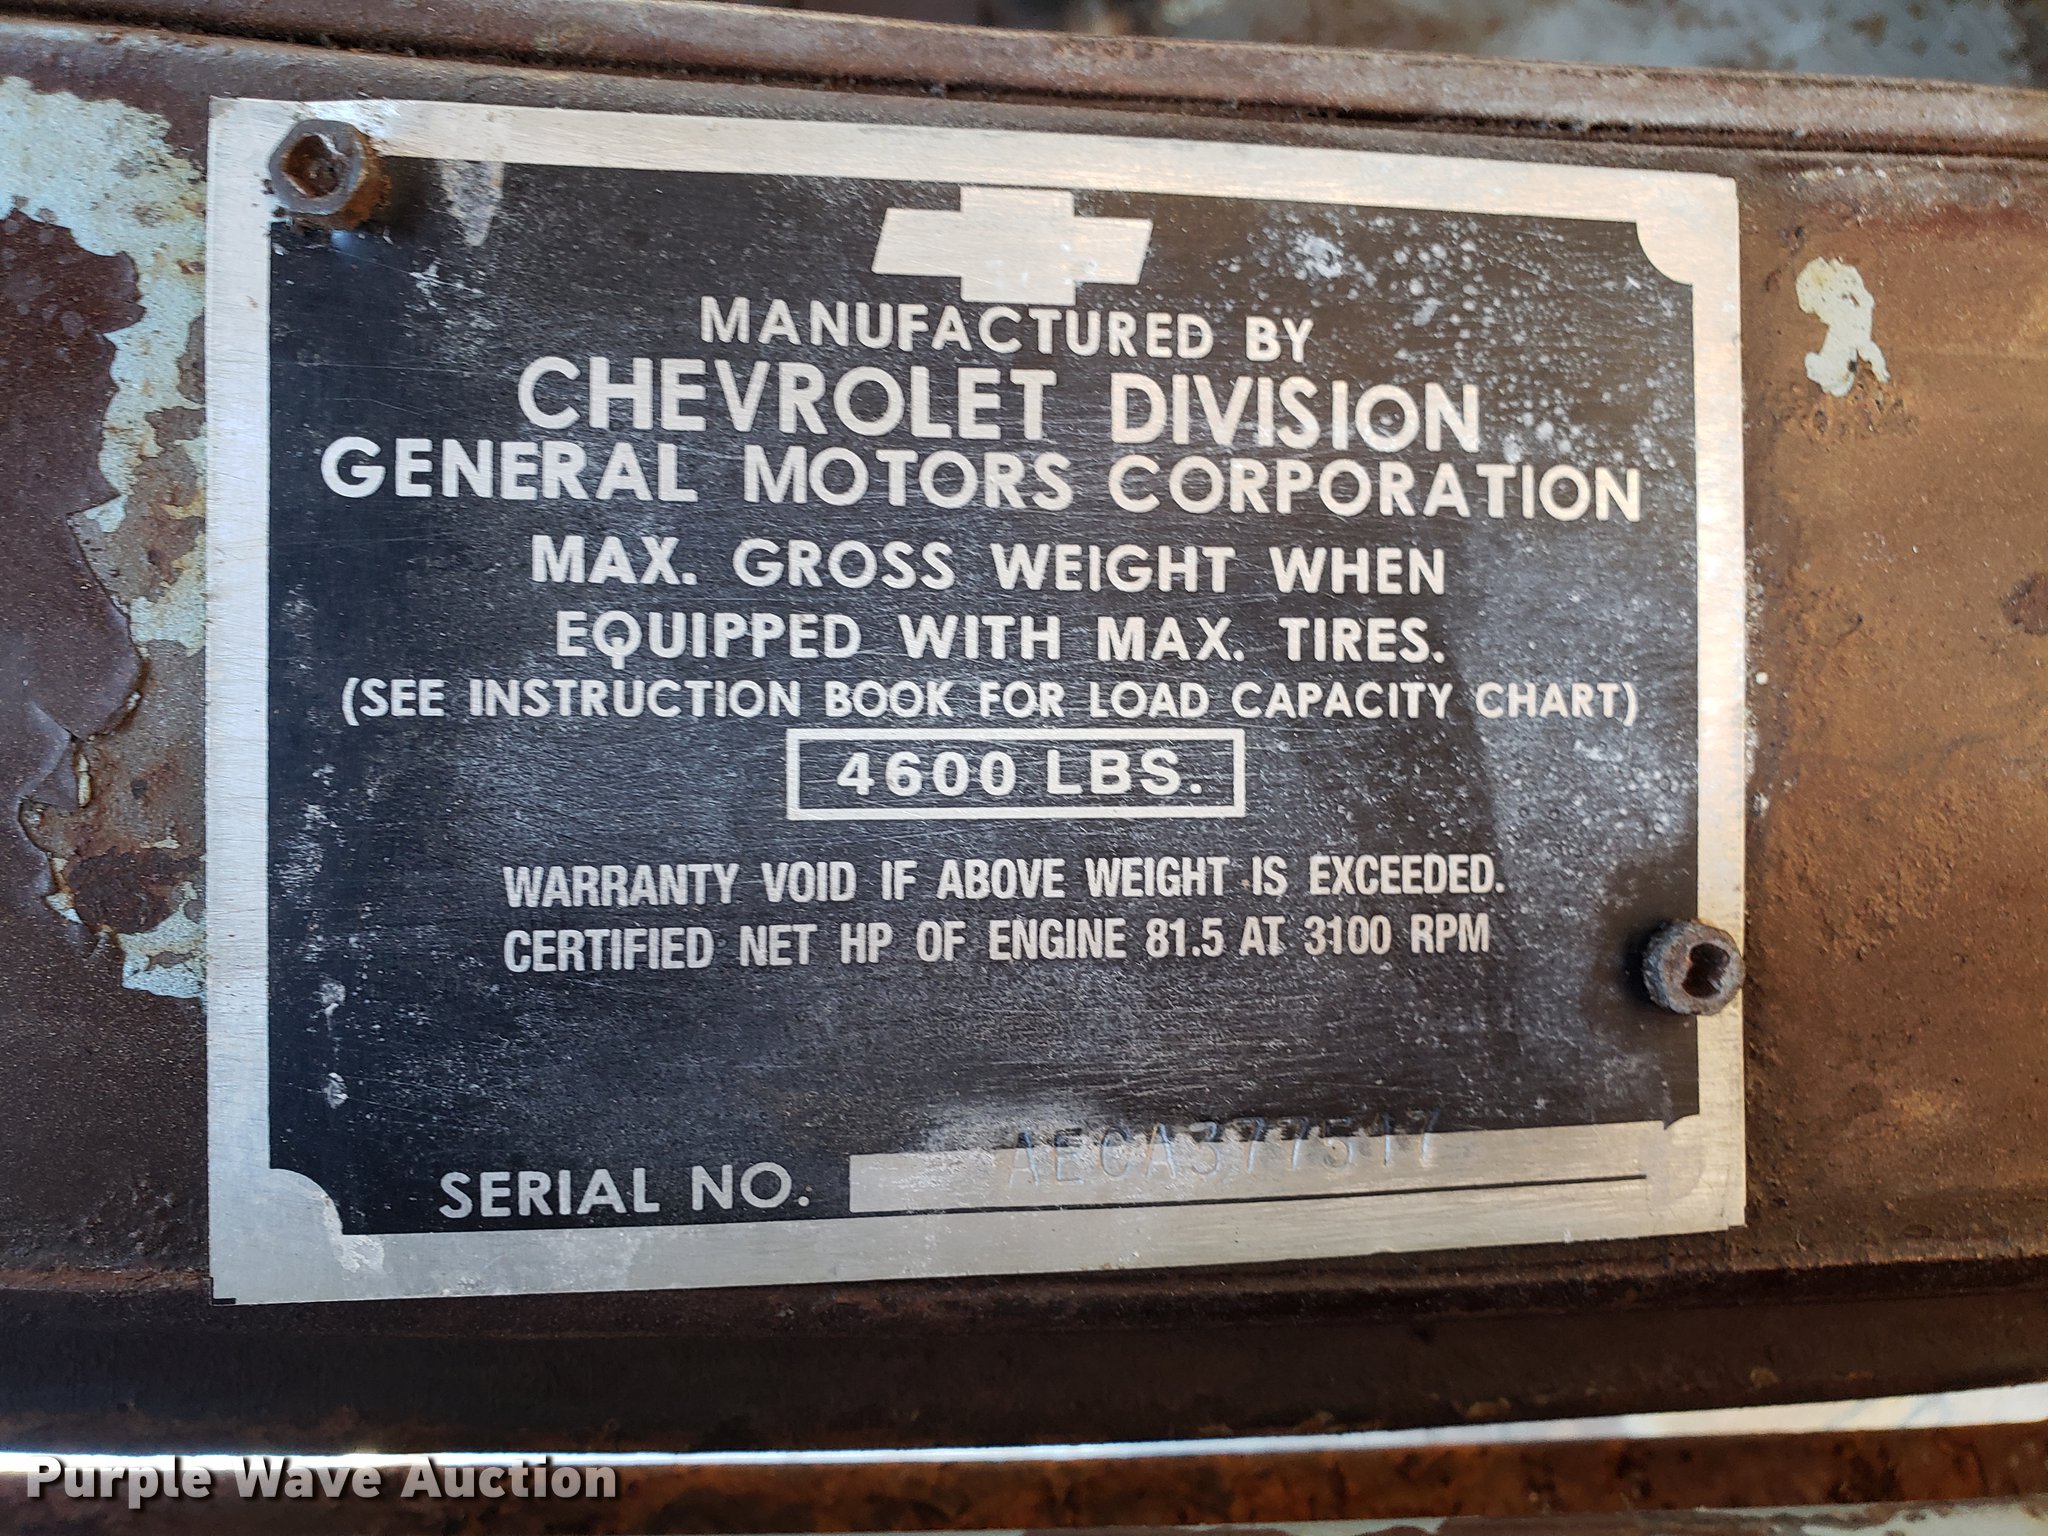 MANUFACTURED BY
CHEVROLET DIVISION
GENERAL MOTORS CORPORATION
MAX. GROSS WEIGHT WHEN
EQUIPPED WITH MAX. TIRES.
(SEE INSTRUCTION BOOK FOR LOAD CAPACITY CHART)
4600 LBS.
WARRANTY VOID IF ABOVE WEIGHT IS EXCEEDED.
CERTIFIED NET HP OF ENGINE 81.5 AT 3100 RPM
SERIAL NO. AECA377517
Purple Wave Auction